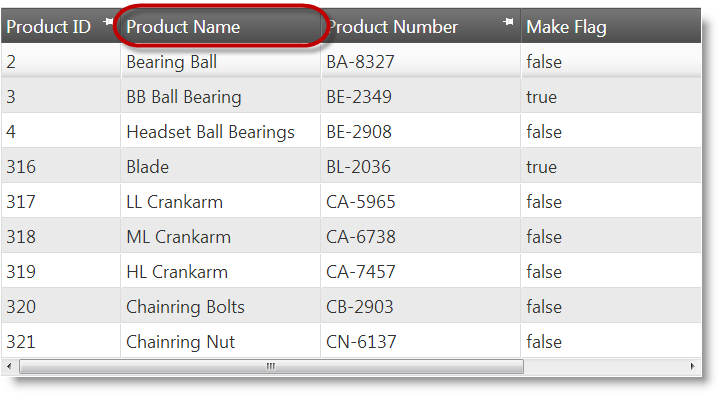 Product ID Product Name Product Number Make Flag
2 Bearing Ball BA-8327 false
3 BB Ball Bearing BE-2349 true
4 Headset Ball Bearings BE-2908 false
316 Blade BL-2036 true
317 LL Crankarm CA-5965 false
318 ML Crankarm CA-6738 false
319 HL Crankarm CA-7457 false
320 Chainring Bolts CB-2903 false
321 Chainring Nut CN-6137 false